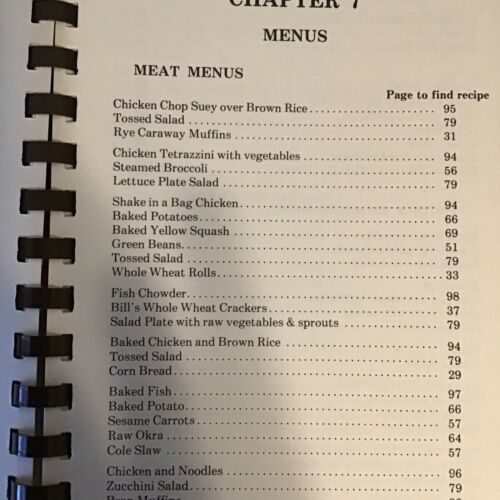 CHAPTER 7
MENUS
MEAT MENUS
Page to find recipe
Chicken Chop Suey over Brown Rice ........................ 95
Tossed Salad ........................ 79
Rye Caraway Muffins ........................ 31
Chicken Tetrazzini with vegetables ........................ 94
Steamed Broccoli ........................ 56
Lettuce Plate Salad ........................ 79
Shake in a Bag Chicken ........................ 94
Baked Potatoes ........................ 66
Baked Yellow Squash ........................ 69
Green Beans ........................ 51
Tossed Salad ........................ 79
Whole Wheat Rolls ........................ 33
Fish Chowder ........................ 98
Bill's Whole Wheat Crackers ........................ 37
Salad Plate with raw vegetables & sprouts ........................ 79
Baked Chicken and Brown Rice ........................ 94
Tossed Salad ........................ 79
Corn Bread ........................ 29
Baked Fish ........................ 97
Baked Potato ........................ 66
Sesame Carrots ........................ 57
Raw Okra ........................ 64
Cole Slaw ........................ 57
Chicken and Noodles ........................ 96
Zucchini Salad ........................ 79
Bran Muffins